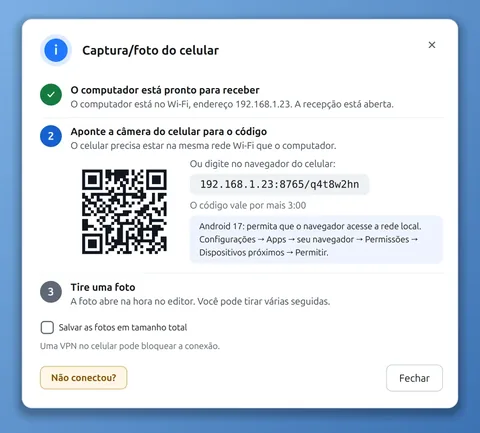 Captura/foto do celular
O computador está pronto para receber
O computador está no Wi-Fi, endereço 192.168.1.23. A recepção está aberta.
2
Aponte a câmera do celular para o código
O celular precisa estar na mesma rede Wi-Fi que o computador.
Ou digite no navegador do celular:
192.168.1.23:8765/q4t8w2hn
O código vale por mais 3:00
Android 17: permita que o navegador acesse a rede local.
Configurações → Apps → seu navegador → Permissões →
Dispositivos próximos → Permitir.
3
Tire uma foto
A foto abre na hora no editor. Você pode tirar várias seguidas.
Salvar as fotos em tamanho total
Uma VPN no celular pode bloquear a conexão.
Não conectou?
Fechar